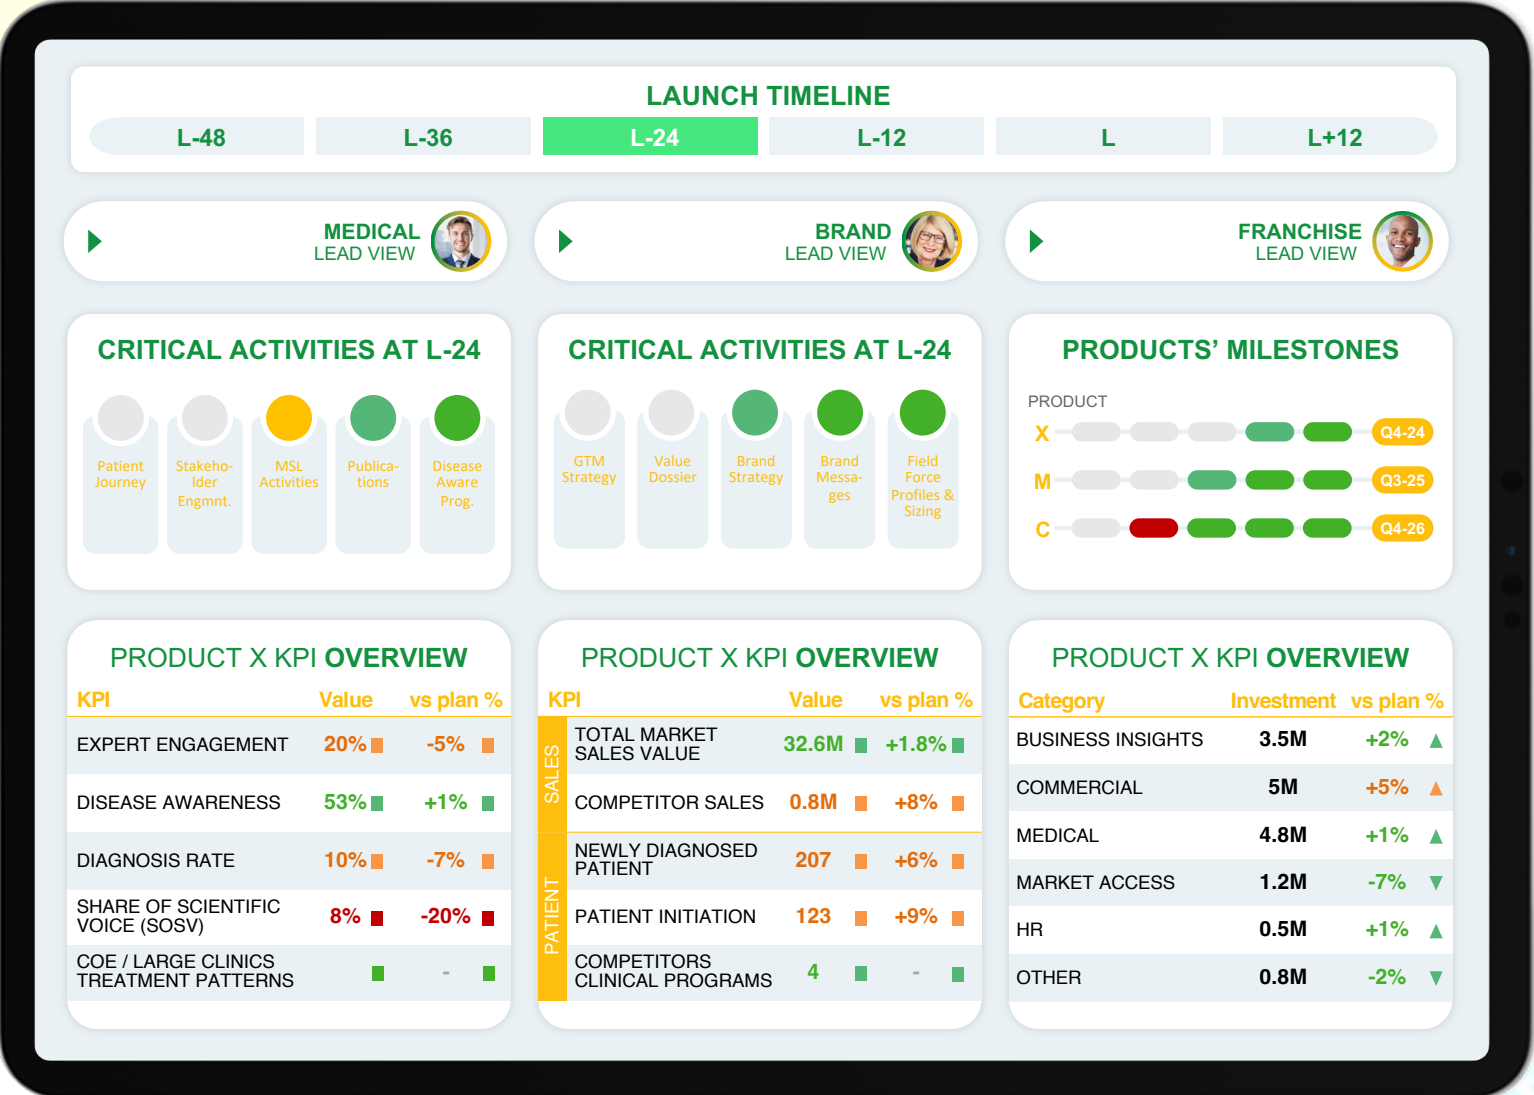 LAUNCH TIMELINE
L-48
L-36
L-24
L-12
L
L+12
MEDICAL
LEAD VIEW
BRAND
LEAD VIEW
FRANCHISE
LEAD VIEW
CRITICAL ACTIVITIES AT L-24
Patient
Journey
Stakeho-
lder
Engmnt.
MSL
Activities
Publica-
tions
Disease
Aware
Prog.
CRITICAL ACTIVITIES AT L-24
GTM
Strategy
Value
Dossier
Brand
Strategy
Brand
Messa-
ges
Field
Force
Profiles &
Sizing
PRODUCTS’ MILESTONES
PRODUCT
X Q4-24
M Q3-25
C Q4-26
PRODUCT X KPI OVERVIEW
KPI Value vs plan %
EXPERT ENGAGEMENT 20% -5%
DISEASE AWARENESS 53% +1%
DIAGNOSIS RATE 10% -7%
SHARE OF SCIENTIFIC
VOICE (SOSV) 8% -20%
COE / LARGE CLINICS
TREATMENT PATTERNS -
PRODUCT X KPI OVERVIEW
KPI Value vs plan %
SALES
TOTAL MARKET
SALES VALUE 32.6M +1.8%
COMPETITOR SALES 0.8M +8%
PATIENT
NEWLY DIAGNOSED
PATIENT 207 +6%
PATIENT INITIATION 123 +9%
COMPETITORS
CLINICAL PROGRAMS 4 -
PRODUCT X KPI OVERVIEW
Category Investment vs plan %
BUSINESS INSIGHTS 3.5M +2%
COMMERCIAL 5M +5%
MEDICAL 4.8M +1%
MARKET ACCESS 1.2M -7%
HR 0.5M +1%
OTHER 0.8M -2%